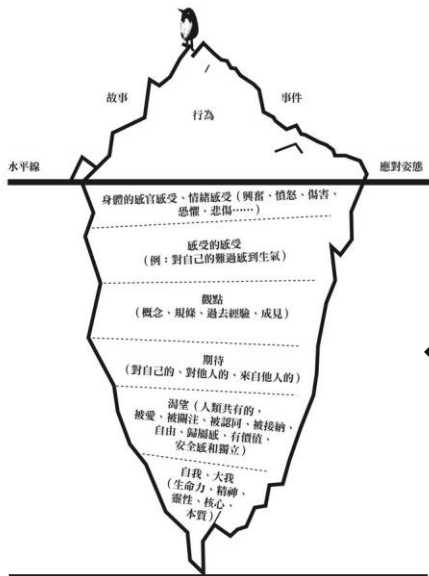 故事
事件
行為
水平線
應對姿態
身體的感官感受、情緒感受（興奮、憤怒、傷害、
恐懼、悲傷……）
感受的感受
（例：對自己的難過感到生氣）
觀點
（概念、規條、過去經驗、成見）
期待
（對自己的、對他人的、來自他人的）
渴望（人類共有的，
被愛、被關注、被認同、被接納、
自由、歸屬感、有價值、
安全感和獨立）
自我、大我
（生命力、精神、
靈性、核心、
本質）